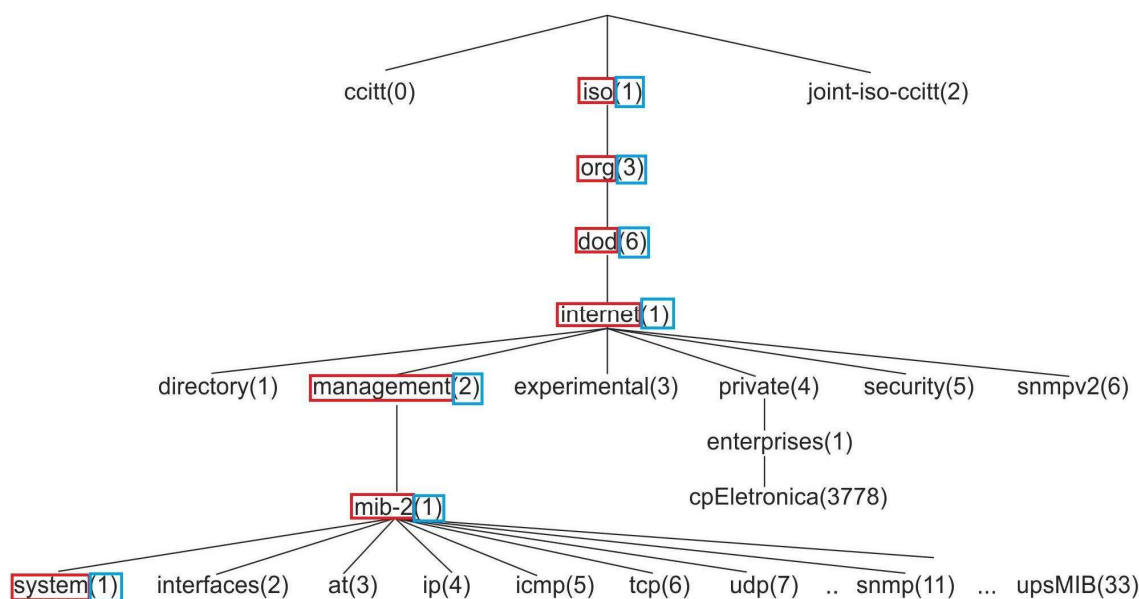 ccitt(0) iso(1) joint-iso-ccitt(2)
org(3)
dod(6)
internet(1)
directory(1) management(2) experimental(3) private(4) security(5) snmpv2(6)
enterprises(1)
cpEletronica(3778)
mib-2(1)
system(1) interfaces(2) at(3) ip(4) icmp(5) tcp(6) udp(7) .. snmp(11) ... upsMIB(33)